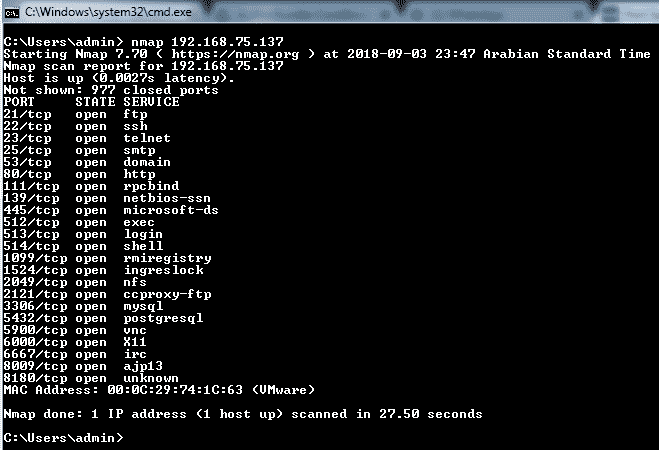 C:\Windows\system32\cmd.exe
C:\Users\admin> nmap 192.168.75.137
Starting Nmap 7.70 ( https://nmap.org ) at 2018-09-03 23:47 Arabian Standard Time
Nmap scan report for 192.168.75.137
Host is up (0.0027s latency).
Not shown: 977 closed ports
PORT     STATE SERVICE
21/tcp   open  ftp
22/tcp   open  ssh
23/tcp   open  telnet
25/tcp   open  smtp
53/tcp   open  domain
80/tcp   open  http
111/tcp  open  rpcbind
139/tcp  open  netbios-ssn
445/tcp  open  microsoft-ds
512/tcp  open  exec
513/tcp  open  login
514/tcp  open  shell
1099/tcp open  rmiregistry
1524/tcp open  ingreslock
2049/tcp open  nfs
2121/tcp open  ccproxy-ftp
3306/tcp open  mysql
5432/tcp open  postgresql
5900/tcp open  vnc
6000/tcp open  X11
6667/tcp open  irc
8009/tcp open  ajp13
8180/tcp open  unknown
MAC Address: 00:0C:29:74:1C:63 (VMware)
Nmap done: 1 IP address (1 host up) scanned in 27.50 seconds
C:\Users\admin>